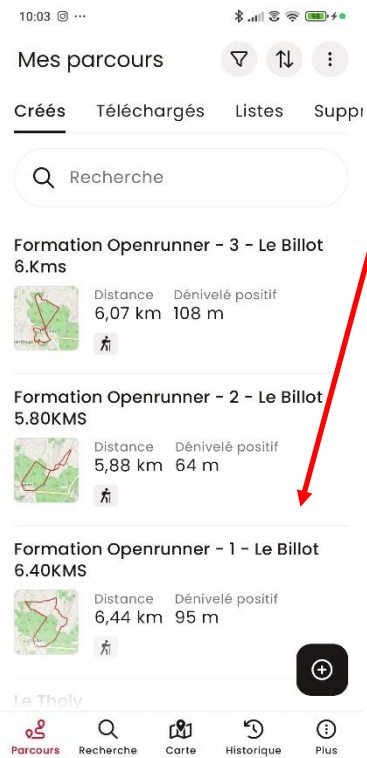 10:03
98
Mes parcours
Créés Téléchargés Listes Suppr
Recherche
Formation Openrunner - 3 - Le Billot
6.Kms
Distance Dénivelé positif
6,07 km 108 m
Formation Openrunner - 2 - Le Billot
5.80KMS
Distance Dénivelé positif
5,88 km 64 m
Formation Openrunner - 1 - Le Billot
6.40KMS
Distance Dénivelé positif
6,44 km 95 m
Le Tholy
Parcours Recherche Carte Historique Plus